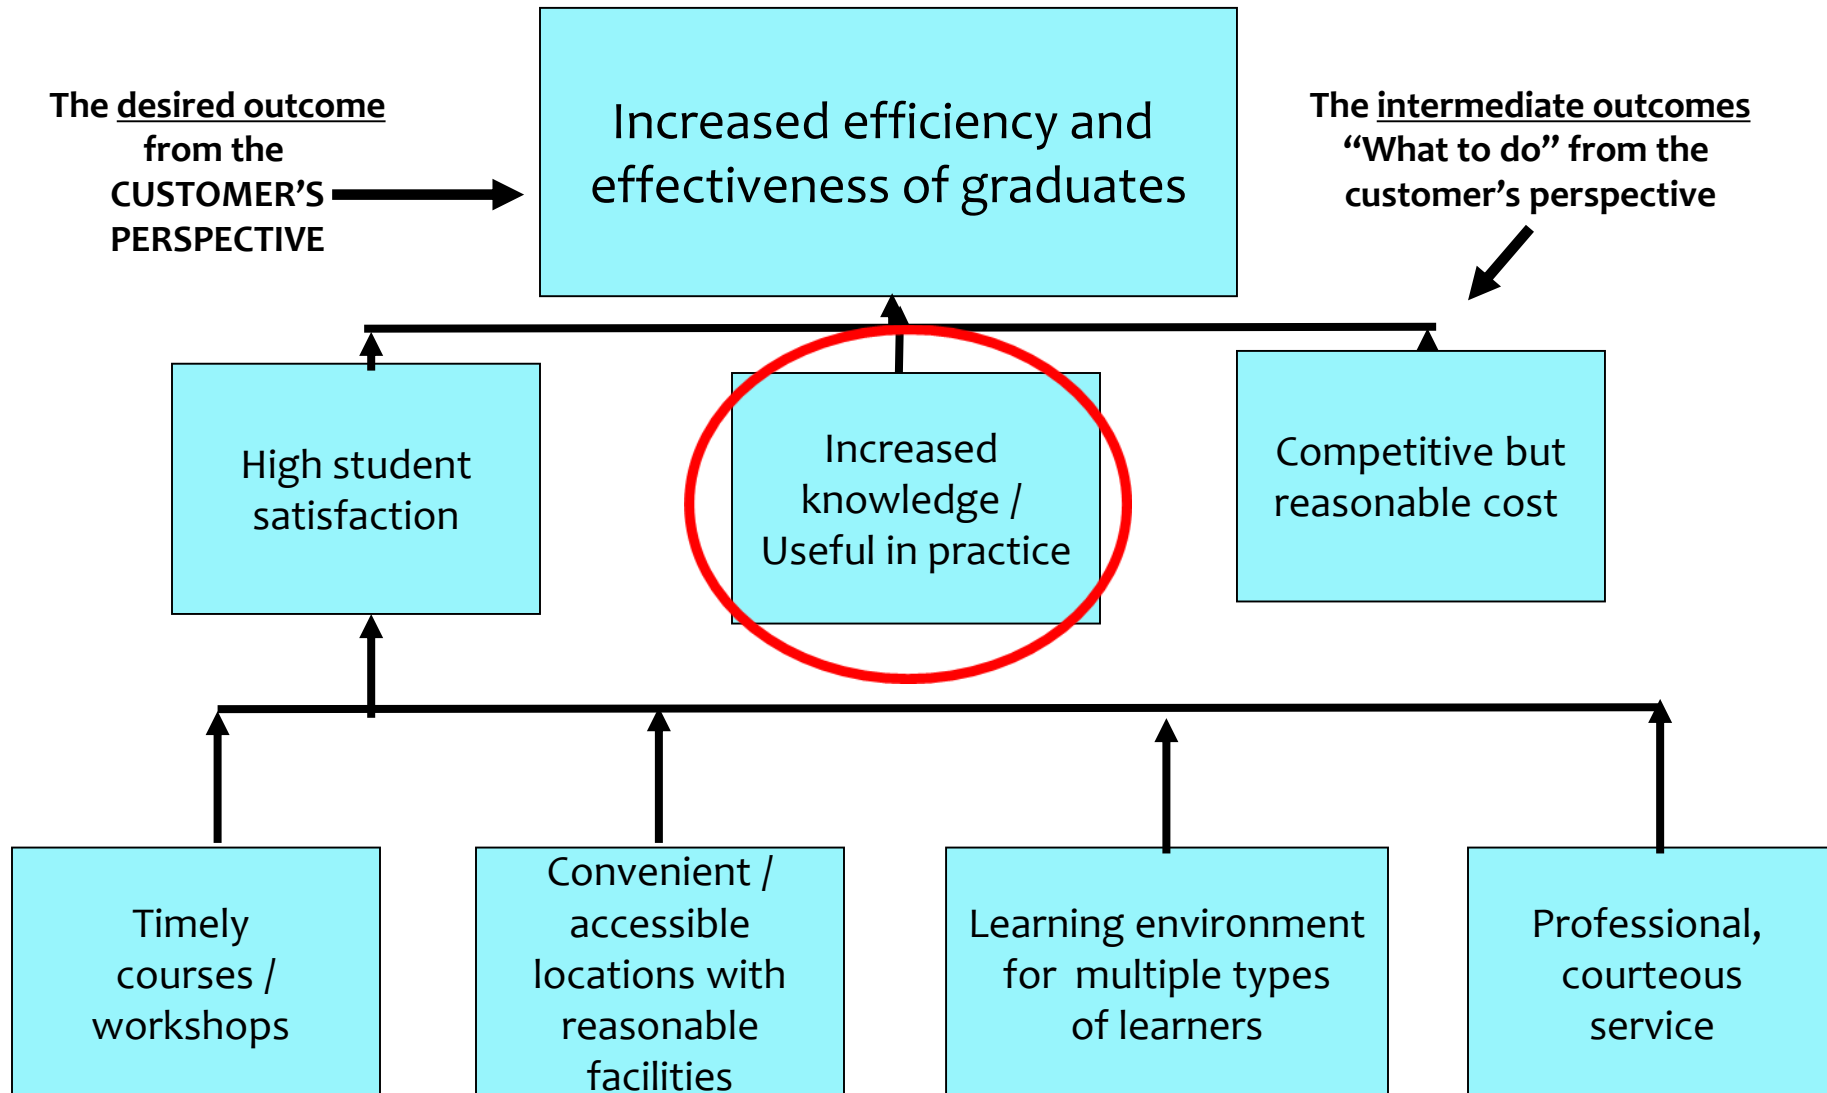 The desired outcome
from the
CUSTOMER’S
PERSPECTIVE
Increased efficiency and
effectiveness of graduates
The intermediate outcomes
“What to do” from the
customer’s perspective
High student
satisfaction
Increased
knowledge /
Useful in practice
Competitive but
reasonable cost
Timely
courses /
workshops
Convenient /
accessible
locations with
reasonable
facilities
Learning environment
for multiple types
of learners
Professional,
courteous
service